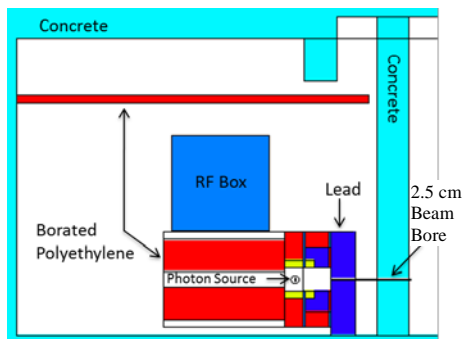 Concrete
Concrete
RF Box
Lead
2.5 cm
Beam
Bore
Borated
Polyethylene
Photon Source